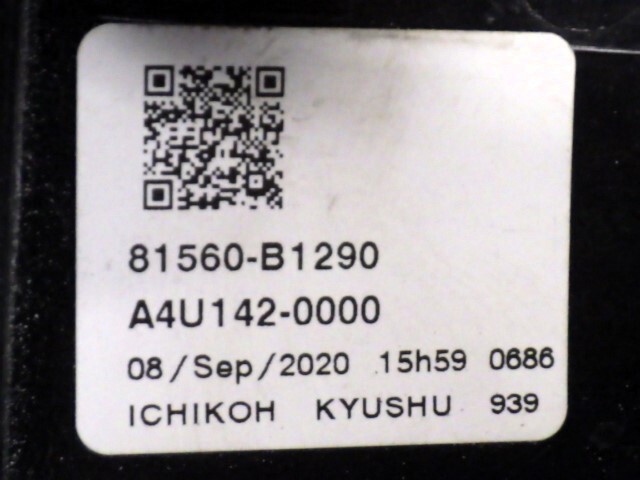 81560-B1290
A4U142-0000
08/Sep/2020 15h59 0686
ICHIKOH KYUSHU 939